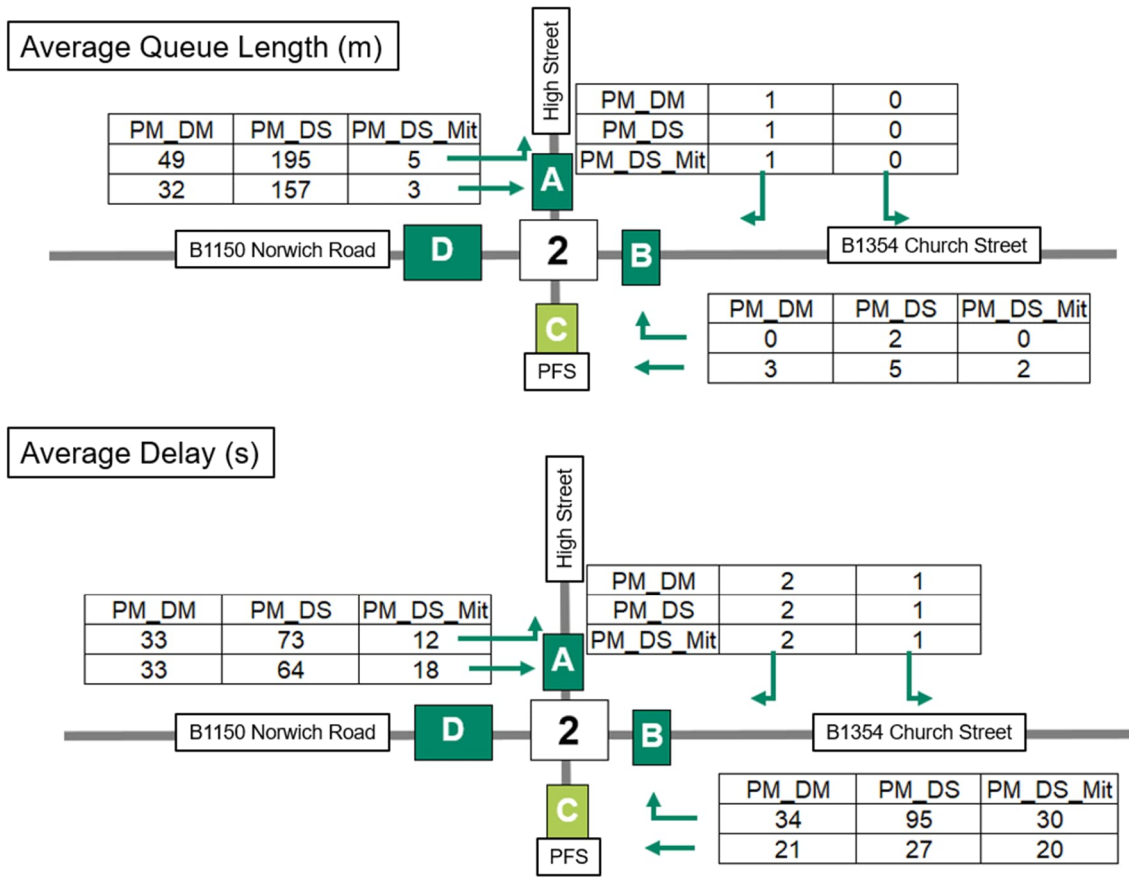 Average Queue Length (m)
High Street
PM_DM 1 0
PM_DS 1 0
PM_DS_Mit 1 0
PM_DM PM_DS PM_DS_Mit
49 195 5
32 157 3
A
B1150 Norwich Road
D
2
B
B1354 Church Street
C
PFS
PM_DM PM_DS PM_DS_Mit
0 2 0
3 5 2
Average Delay (s)
High Street
PM_DM 2 1
PM_DS 2 1
PM_DS_Mit 2 1
PM_DM PM_DS PM_DS_Mit
33 73 12
33 64 18
A
B1150 Norwich Road
D
2
B
B1354 Church Street
C
PFS
PM_DM PM_DS PM_DS_Mit
34 95 30
21 27 20